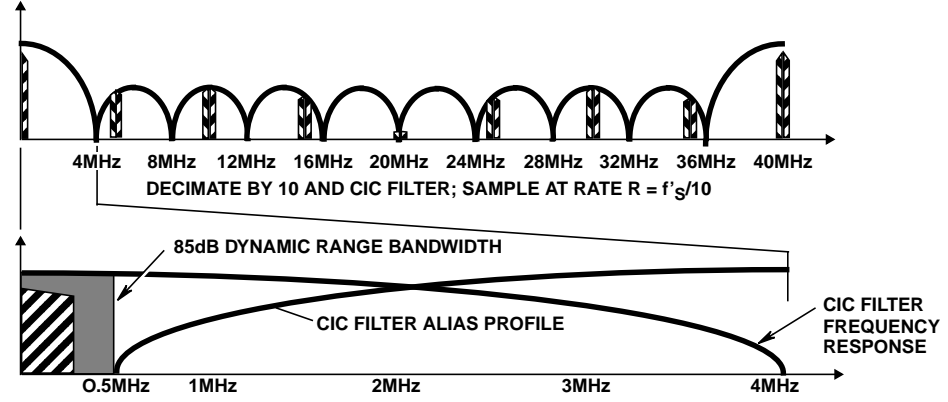 4MHz 8MHz 12MHz 16MHz 20MHz 24MHz 28MHz 32MHz 36MHz 40MHz
DECIMATE BY 10 AND CIC FILTER; SAMPLE AT RATE R = f'S/10
85dB DYNAMIC RANGE BANDWIDTH
CIC FILTER ALIAS PROFILE
CIC FILTER
FREQUENCY
RESPONSE
O.5MHz 1MHz 2MHz 3MHz 4MHz